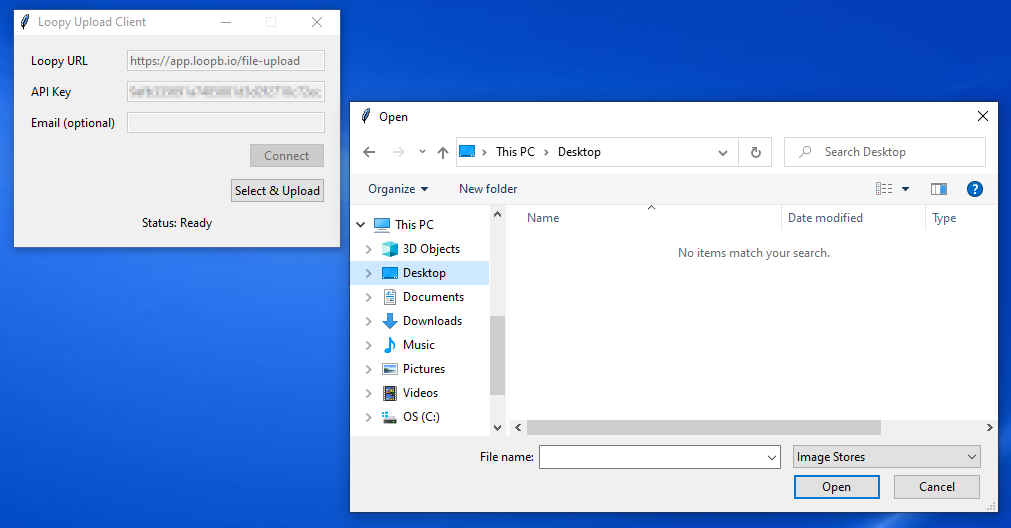 Loopy Upload Client
Loopy URL
https://app.loopb.io/file-upload
API Key
Email (optional)
Connect
Select & Upload
Status: Ready
Open
This PC
Desktop
Search Desktop
Organize
New folder
?
Name
Date modified
Type
No items match your search.
This PC
3D Objects
Desktop
Documents
Downloads
Music
Pictures
Videos
OS (C:)
File name:
Image Stores
Open
Cancel